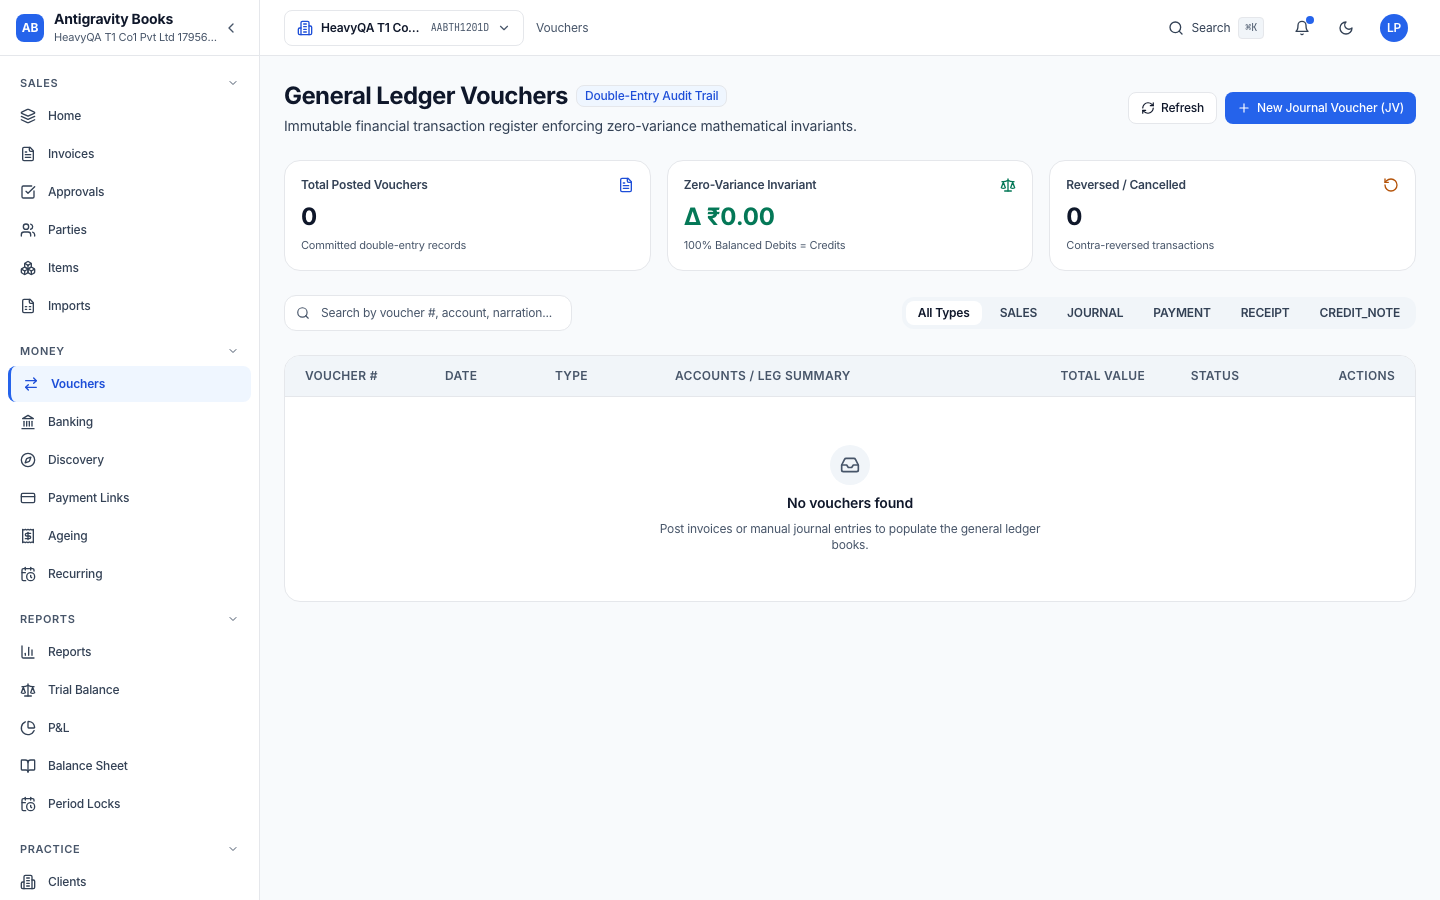 AB
Antigravity Books
HeavyQA T1 Co1 Pvt Ltd 17956...
HeavyQA T1 Co...
AABTH1201D
Vouchers
Search
⌘K
LP
SALES
Home
Invoices
Approvals
Parties
Items
Imports
MONEY
Vouchers
Banking
Discovery
Payment Links
Ageing
Recurring
REPORTS
Reports
Trial Balance
P&L
Balance Sheet
Period Locks
PRACTICE
Clients
General Ledger Vouchers
Double-Entry Audit Trail
Immutable financial transaction register enforcing zero-variance mathematical invariants.
Refresh
New Journal Voucher (JV)
Total Posted Vouchers
0
Committed double-entry records
Zero-Variance Invariant
Δ ₹0.00
100% Balanced Debits = Credits
Reversed / Cancelled
0
Contra-reversed transactions
Search by voucher #, account, narration...
All Types
SALES
JOURNAL
PAYMENT
RECEIPT
CREDIT_NOTE
VOUCHER #
DATE
TYPE
ACCOUNTS / LEG SUMMARY
TOTAL VALUE
STATUS
ACTIONS
No vouchers found
Post invoices or manual journal entries to populate the general ledger
books.